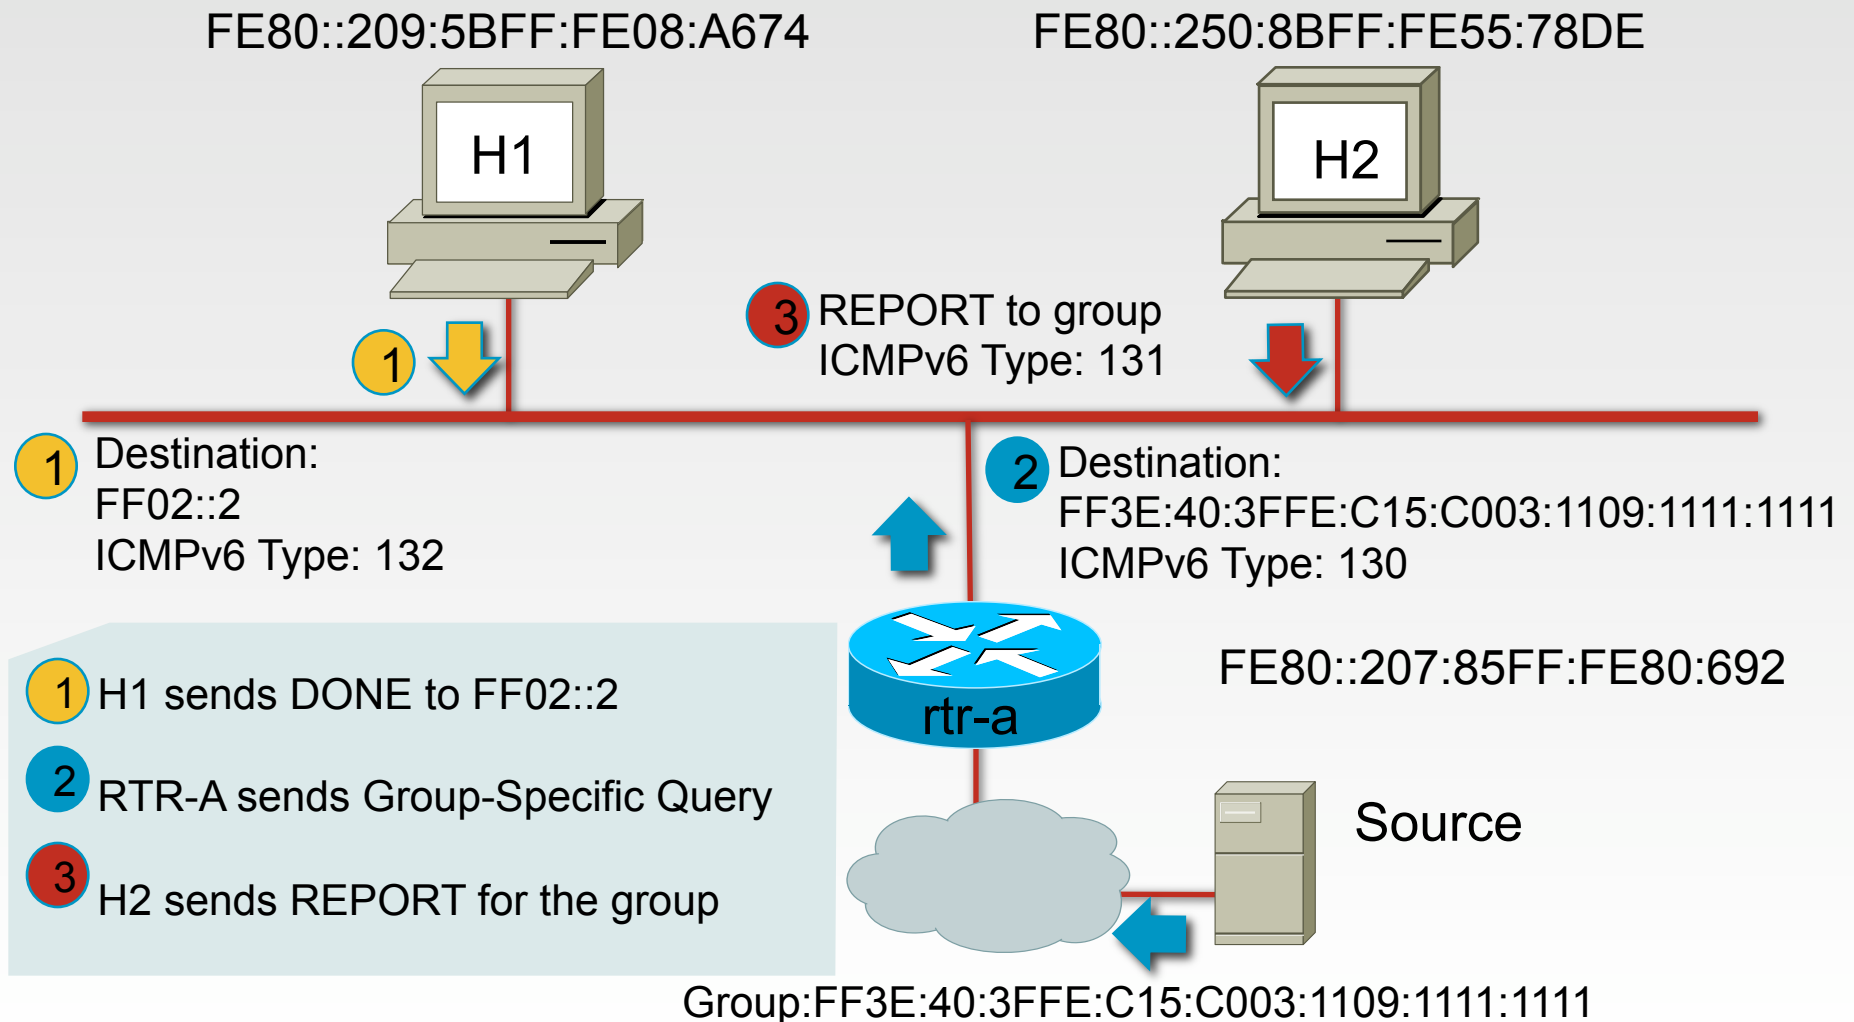 FE80::209:5BFF:FE08:A674
FE80::250:8BFF:FE55:78DE
H1
H2
3
REPORT to group
ICMPv6 Type: 131
1
1
Destination:
FF02::2
ICMPv6 Type: 132
2
Destination:
FF3E:40:3FFE:C15:C003:1109:1111:1111
ICMPv6 Type: 130
1 H1 sends DONE to FF02::2
2 RTR-A sends Group-Specific Query
3 H2 sends REPORT for the group
rtr-a
FE80::207:85FF:FE80:692
Source
Group:FF3E:40:3FFE:C15:C003:1109:1111:1111